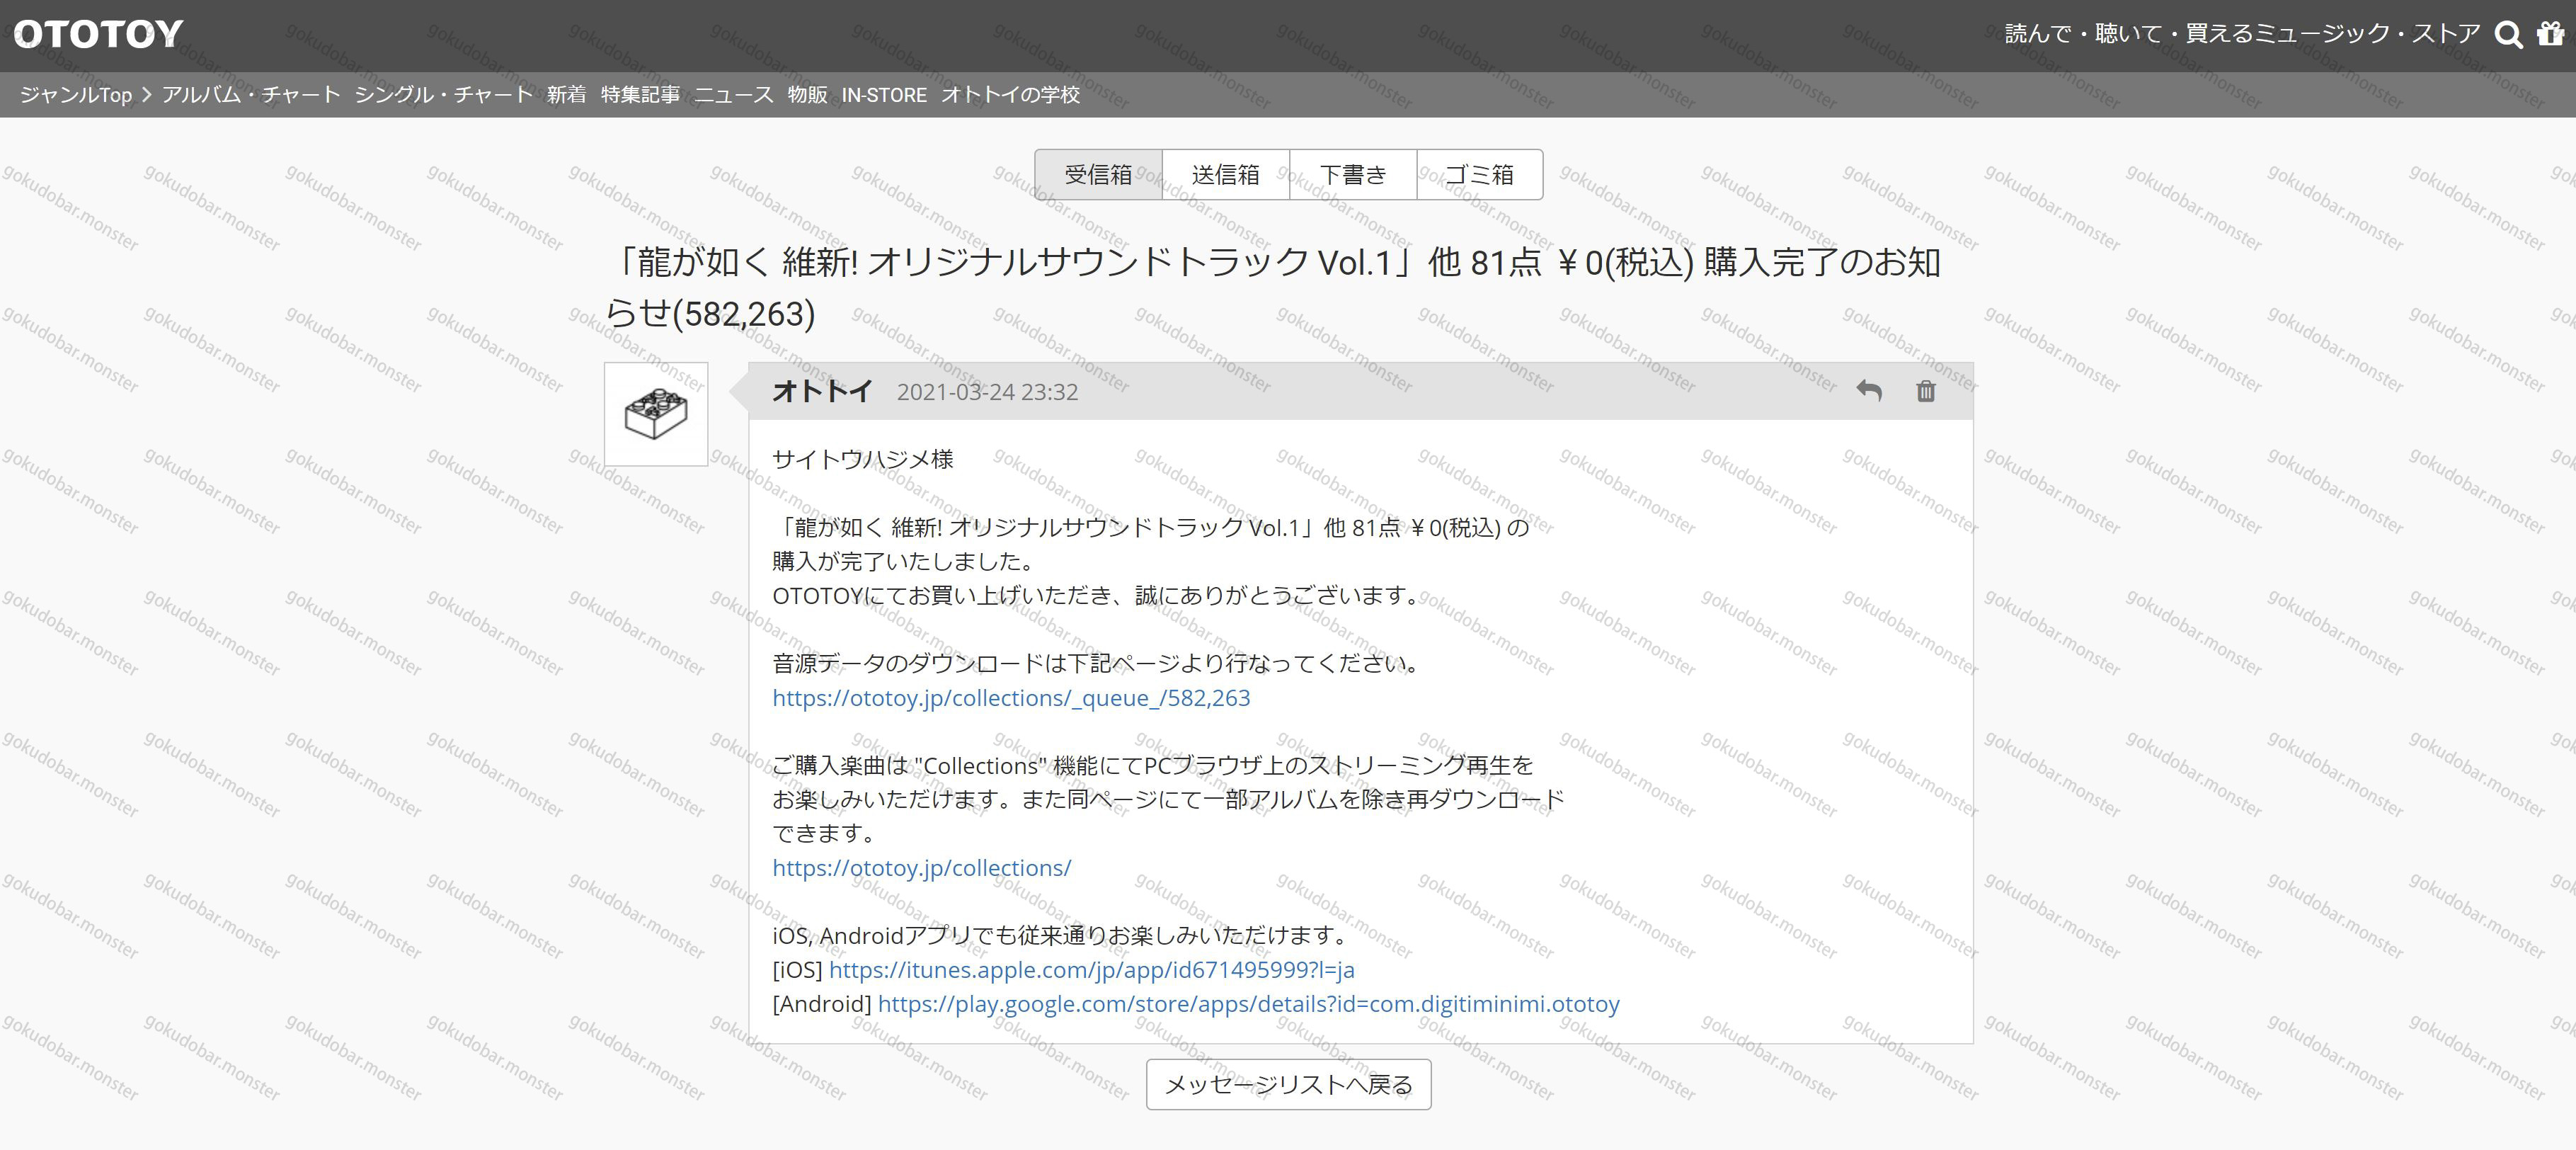 OTOTOY
読んで・聴いて・買えるミュージック・ストア
ジャンルTop アルバム・チャート シングル・チャート 新着 特集記事 ニュース 物販 IN-STORE オトトイの学校
受信箱 送信箱 下書き ゴミ箱
「龍が如く 維新! オリジナルサウンドトラック Vol.1」他 81点 ￥0(税込) 購入完了のお知
らせ(582,263)
オトトイ 2021-03-24 23:32
サイトウハジメ様
「龍が如く 維新! オリジナルサウンドトラック Vol.1」他 81点 ￥0(税込) の
購入が完了いたしました。
OTOTOYにてお買い上げいただき、誠にありがとうございます。
音源データのダウンロードは下記ページより行なってください。
https://ototoy.jp/collections/_queue_/582,263
ご購入楽曲は "Collections" 機能にてPCブラウザ上のストリーミング再生を
お楽しみいただけます。また同ページにて一部アルバムを除き再ダウンロード
できます。
https://ototoy.jp/collections/
iOS, Androidアプリでも従来通りお楽しみいただけます。
[iOS] https://itunes.apple.com/jp/app/id671495999?l=ja
[Android] https://play.google.com/store/apps/details?id=com.digitiminimi.ototoy
メッセージリストへ戻る
gokudobar.monster